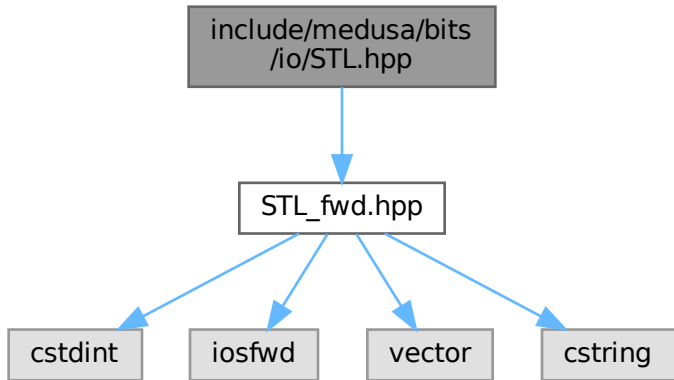 include/medusa/bits
/io/STL.hpp
STL_fwd.hpp
cstdint
iosfwd
vector
cstring